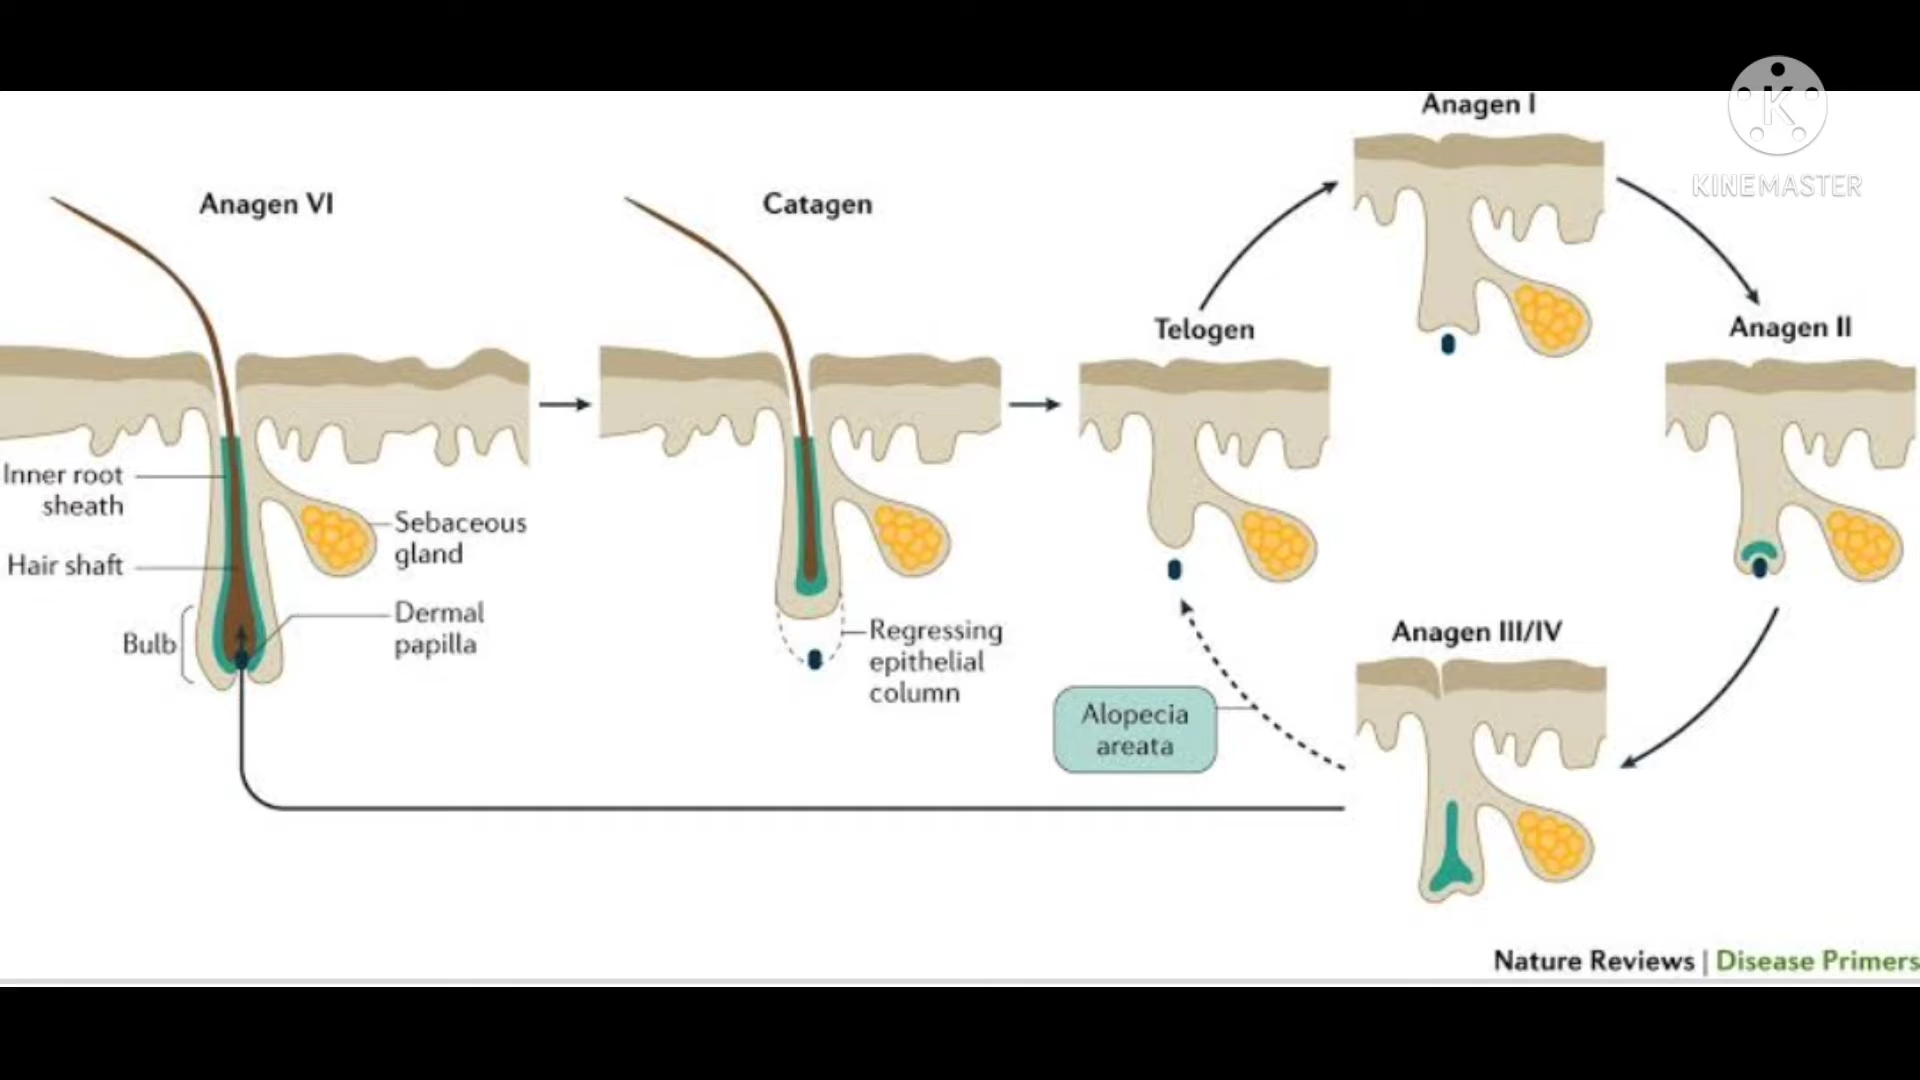 Anagen I
K
KINEMASTER
Anagen VI
Catagen
Telogen
Anagen II
Inner root
sheath
Hair shaft
Bulb
Sebaceous
gland
Dermal
papilla
Regressing
epithelial
column
Alopecia
areata
Anagen III/IV
Nature Reviews | Disease Primers